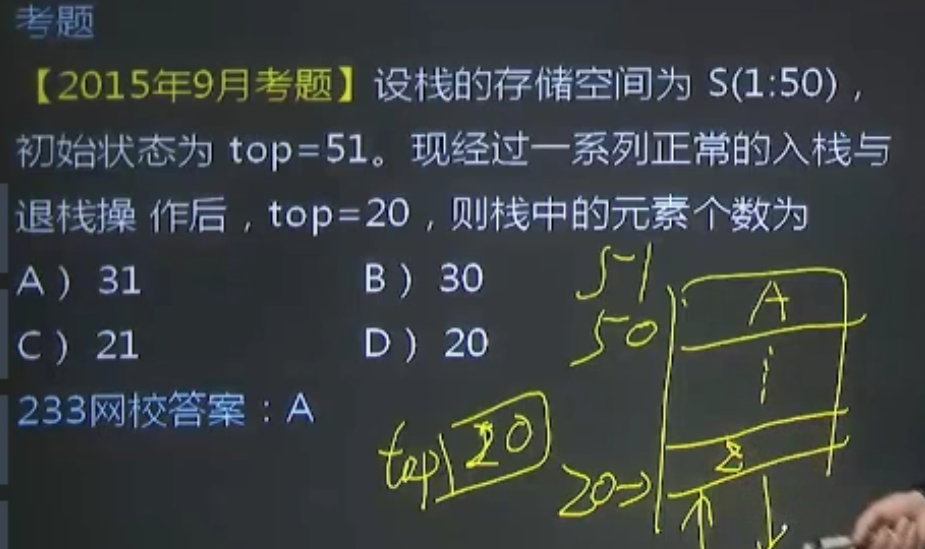 考题
【2015年9月考题】设栈的存储空间为 S(1:50)，
初始状态为 top=51。现经过一系列正常的入栈与
退栈操 作后，top=20，则栈中的元素个数为
A） 31 B） 30
C） 21 D） 20
233网校答案：A
51
A
50
top 20
20